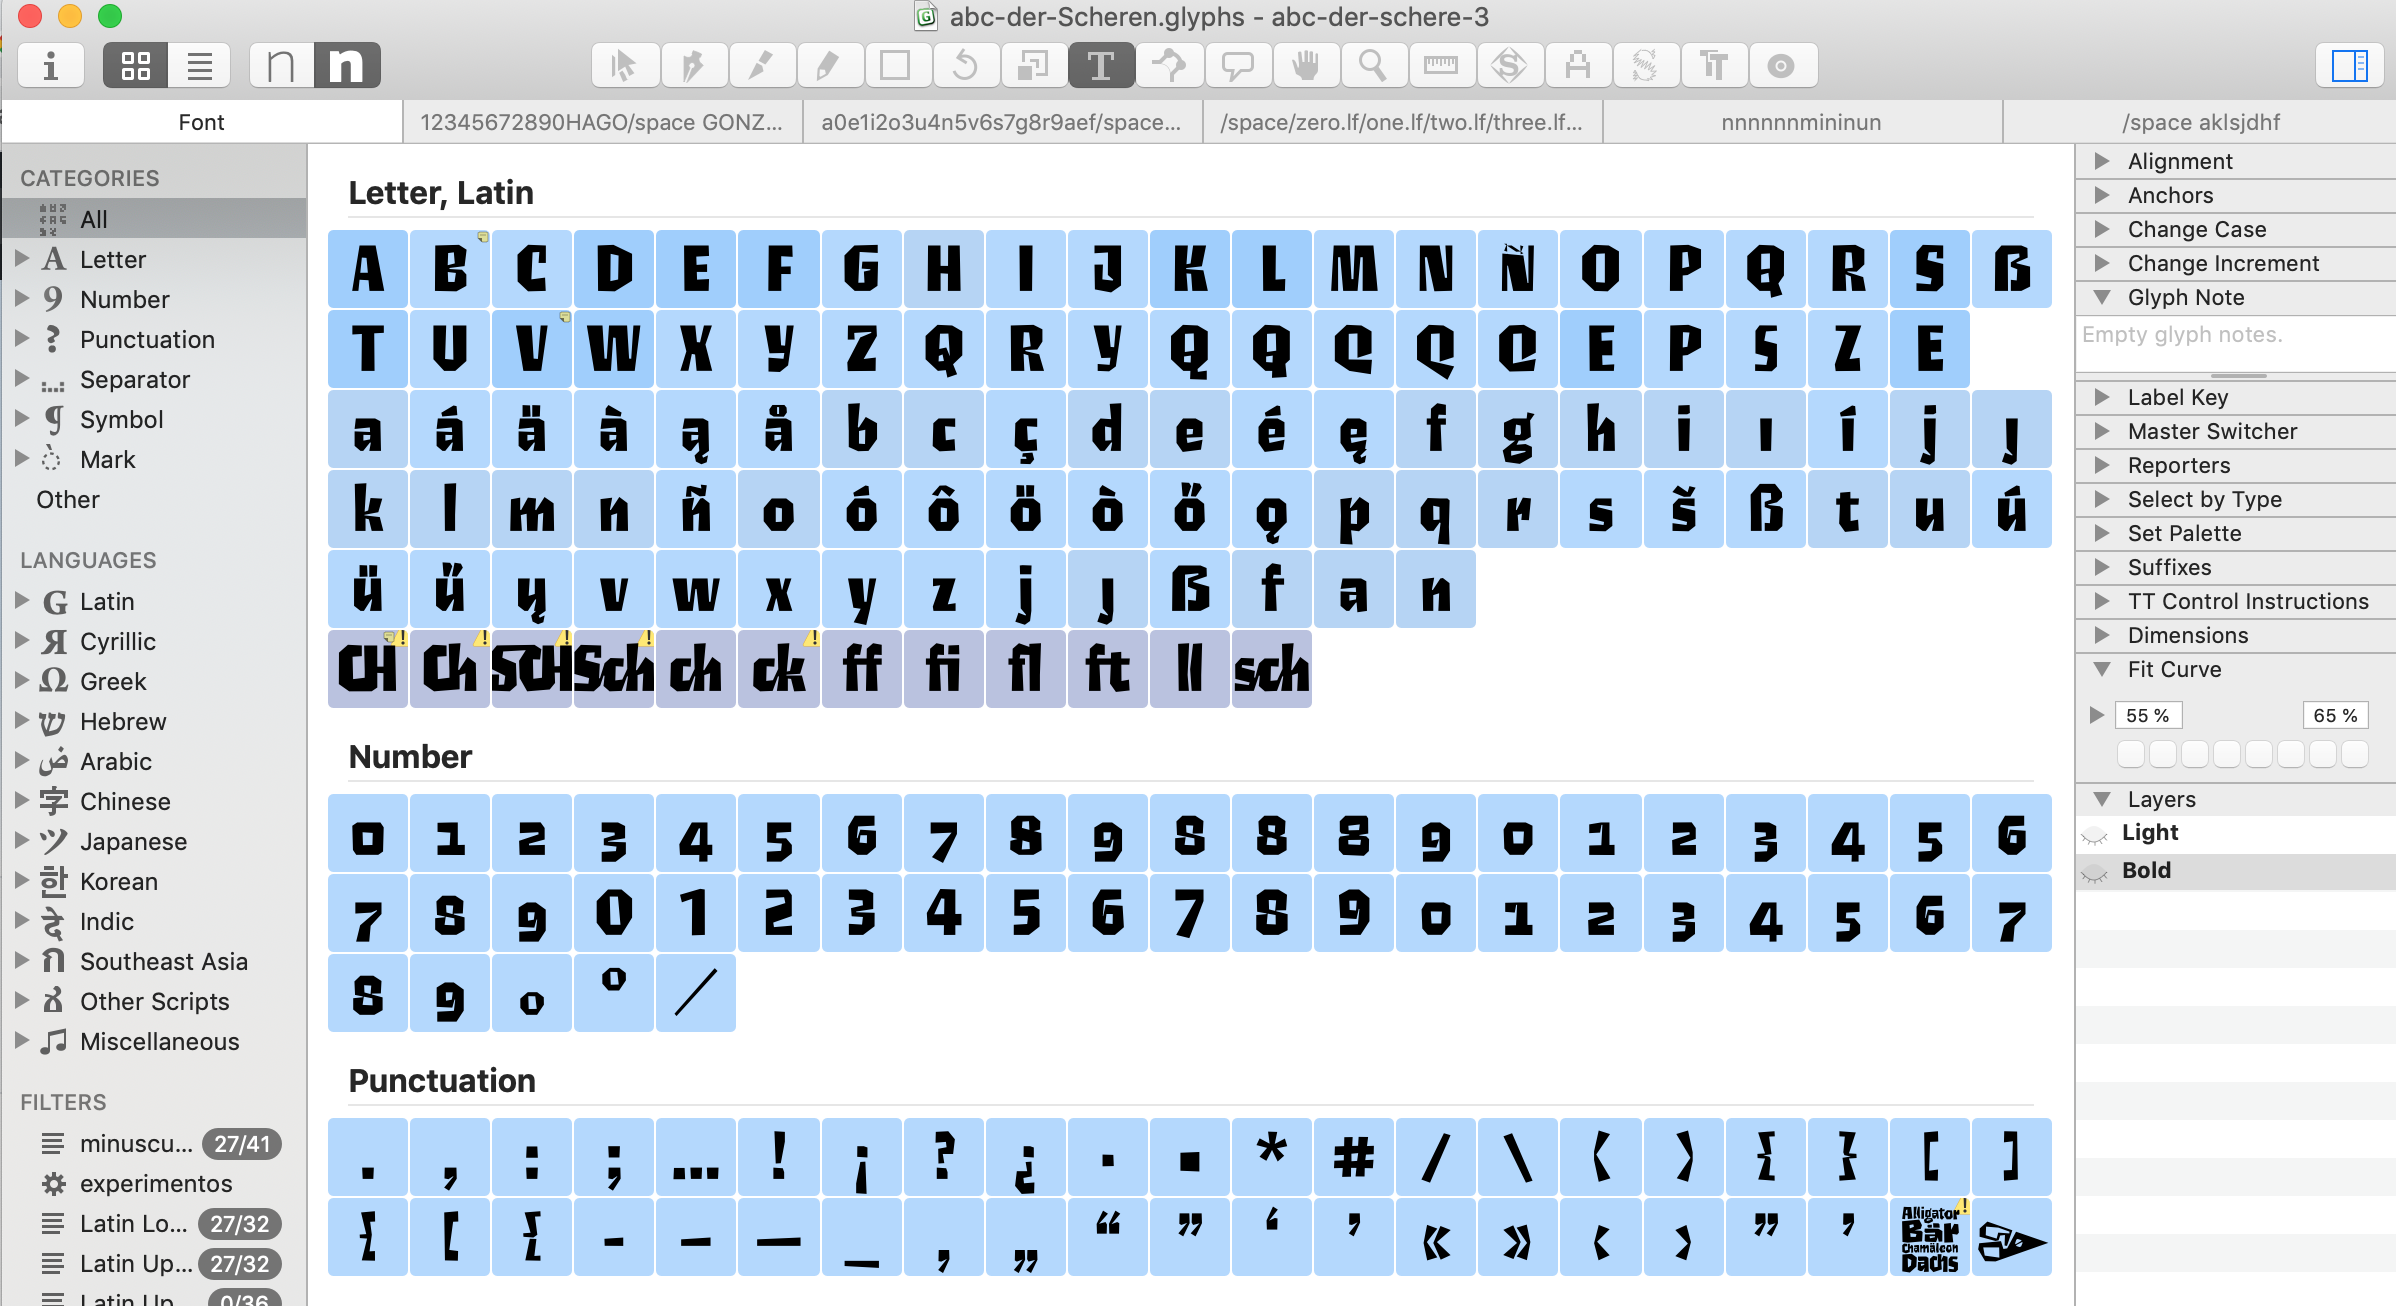 abc-der-Scheren.glyphs - abc-der-schere-3
i n n T
Font
12345672890HAGO/space GONZ...
a0e1i2o3u4n5v6s7g8r9aef/space...
/space/zero.lf/one.lf/two.lf/three.lf...
nnnnnnmininun
/space aklsjdhf
CATEGORIES
All
Letter
Number
Punctuation
Separator
Symbol
Mark
Other
LANGUAGES
Latin
Cyrillic
Greek
Hebrew
Arabic
Chinese
Japanese
Korean
Indic
Southeast Asia
Other Scripts
Miscellaneous
FILTERS
minuscu... 27/41
experimentos
Latin Lo... 27/32
Latin Up... 27/32
Latin Up 0/36
Letter, Latin
A B C D E F G H I J K L M N Ñ O P Q R S ß
T U V W X y Z Q R y Q Q Q Q Q E P S Z E
a á ä à ą å b c ç d e é ę f g h i ı í j ȷ
k l m n ñ o ó ô ö ò ő ǫ p q r s š ß t u ú
ü ű ų v w x y z j ȷ ß f a n
CH Ch SCH Sch ch ck ff fi fl ft ll sch
Number
0 1 2 3 4 5 6 7 8 9 8 8 8 9 0 1 2 3 4 5 6
7 8 9 0 1 2 3 4 5 6 7 8 9 0 1 2 3 4 5 6 7
8 9 o º ⁄
Punctuation
. , : ; … ! ¡ ? ¿ · ▪ * # / \ ⟨ ⟩ { } [ ]
{ [ { - – — _ ‚ „ “ ” ‘ ’ « » ‹ › ” ’ Alligator Bär Chamäleon Dachs
Alignment
Anchors
Change Case
Change Increment
Glyph Note
Empty glyph notes.
Label Key
Master Switcher
Reporters
Select by Type
Set Palette
Suffixes
TT Control Instructions
Dimensions
Fit Curve
55 % 65 %
Layers
Light
Bold